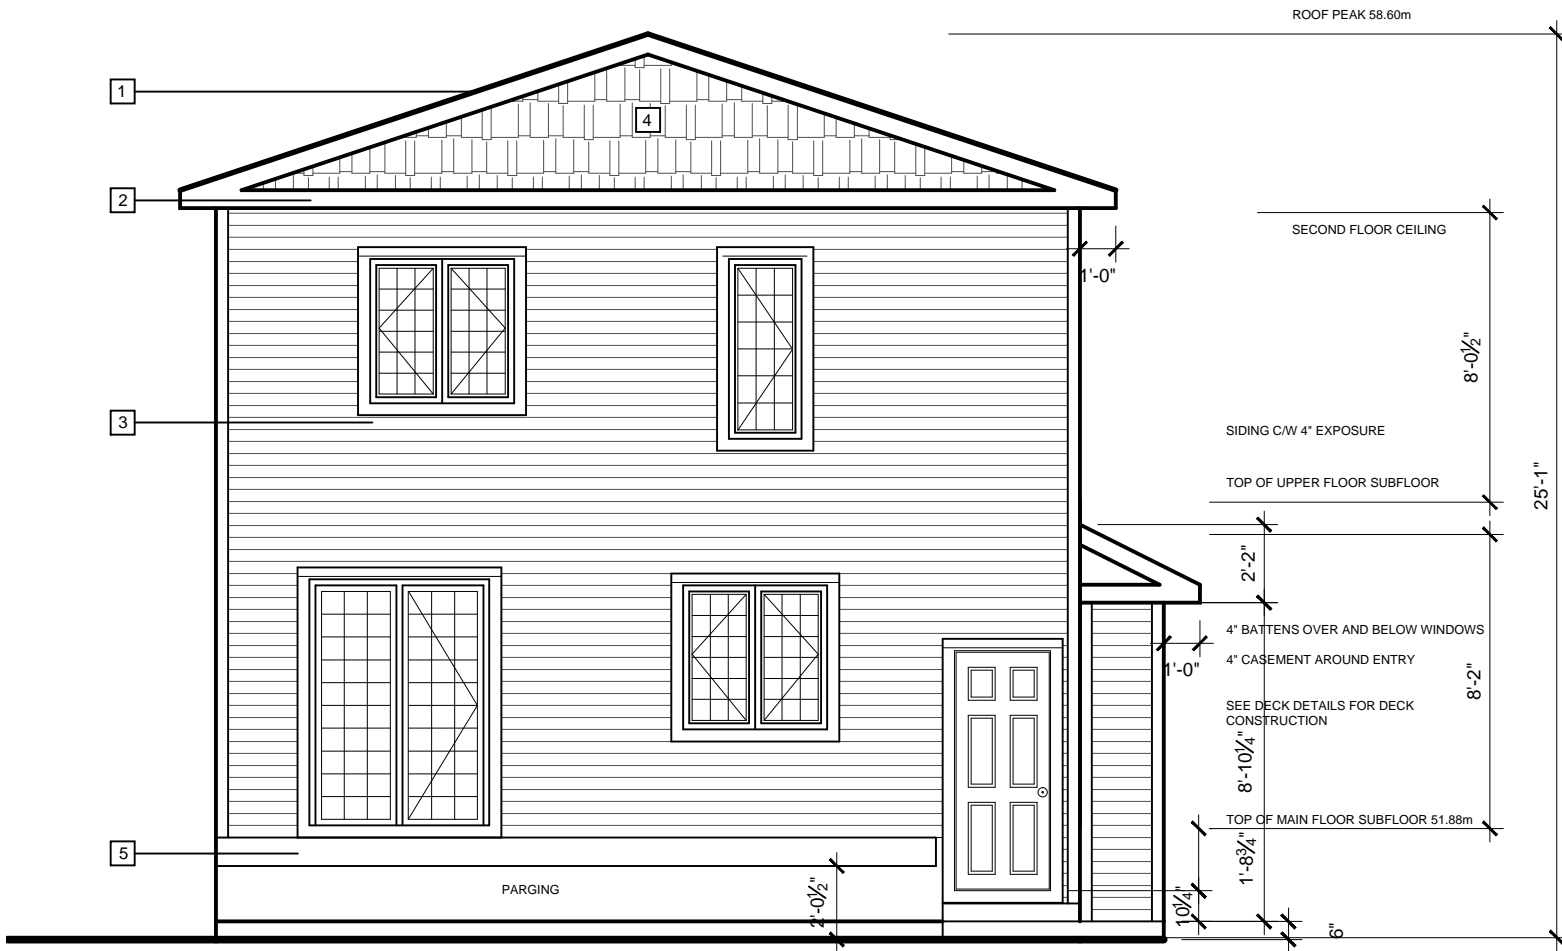 ROOF PEAK 58.60m
1
4
2
SECOND FLOOR CEILING
1'-0"
8'-0½"
3
SIDING C/W 4" EXPOSURE
TOP OF UPPER FLOOR SUBFLOOR
25'-1"
2'-2"
4" BATTENS OVER AND BELOW WINDOWS
4" CASEMENT AROUND ENTRY
1'-0"
8'-2"
SEE DECK DETAILS FOR DECK
CONSTRUCTION
8'-10¼"
TOP OF MAIN FLOOR SUBFLOOR 51.88m
5
1'-8¾"
PARGING
2'-0½"
10¼"
6"